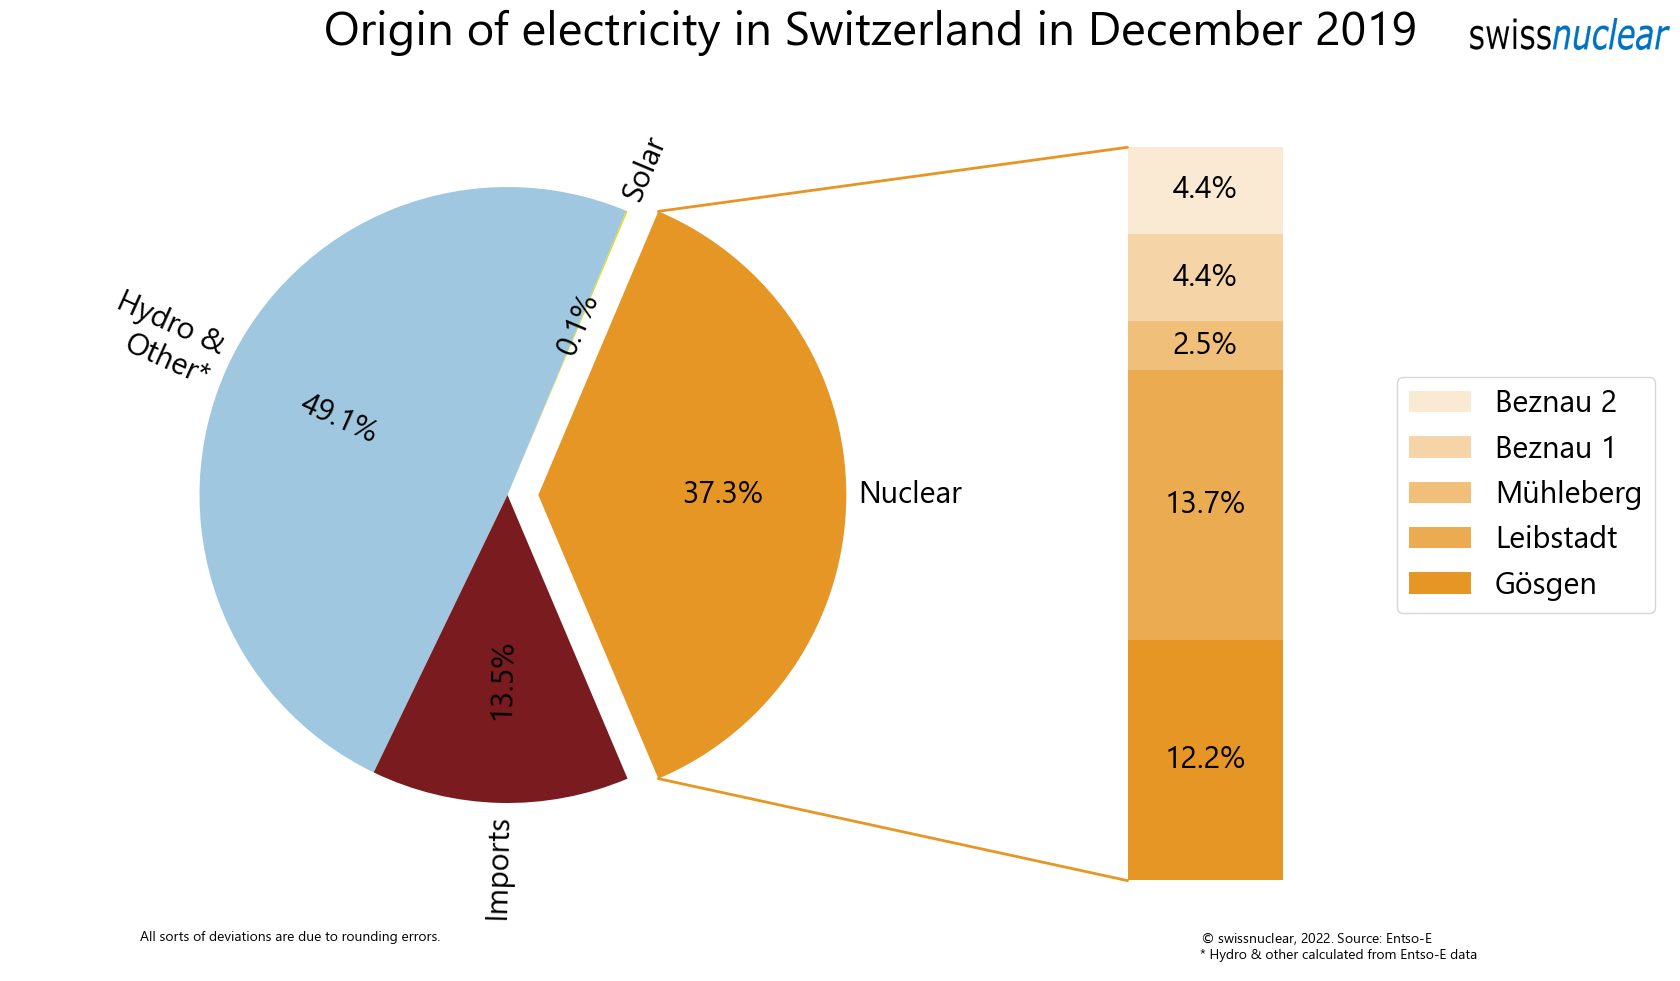 Origin of electricity in Switzerland in December 2019
swissnuclear
Solar
0.1%
Hydro &
Other*
49.1%
37.3%
Nuclear
13.5%
Imports
4.4%
4.4%
2.5%
13.7%
12.2%
Beznau 2
Beznau 1
Mühleberg
Leibstadt
Gösgen
All sorts of deviations are due to rounding errors.
© swissnuclear, 2022. Source: Entso-E
* Hydro & other calculated from Entso-E data